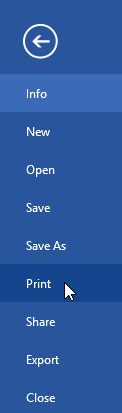 Info
New
Open
Save
Save As
Print
Share
Export
Close